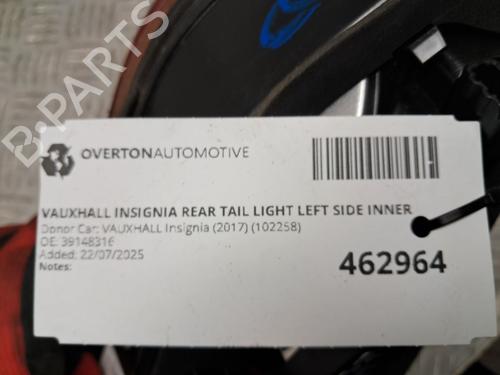 B-PARTS
OVERTONAUTOMOTIVE
VAUXHALL INSIGNIA REAR TAIL LIGHT LEFT SIDE INNER
Donor Car: VAUXHALL Insignia (2017) (102258)
OE: 39148316
Added: 22/07/2025
Notes:
462964